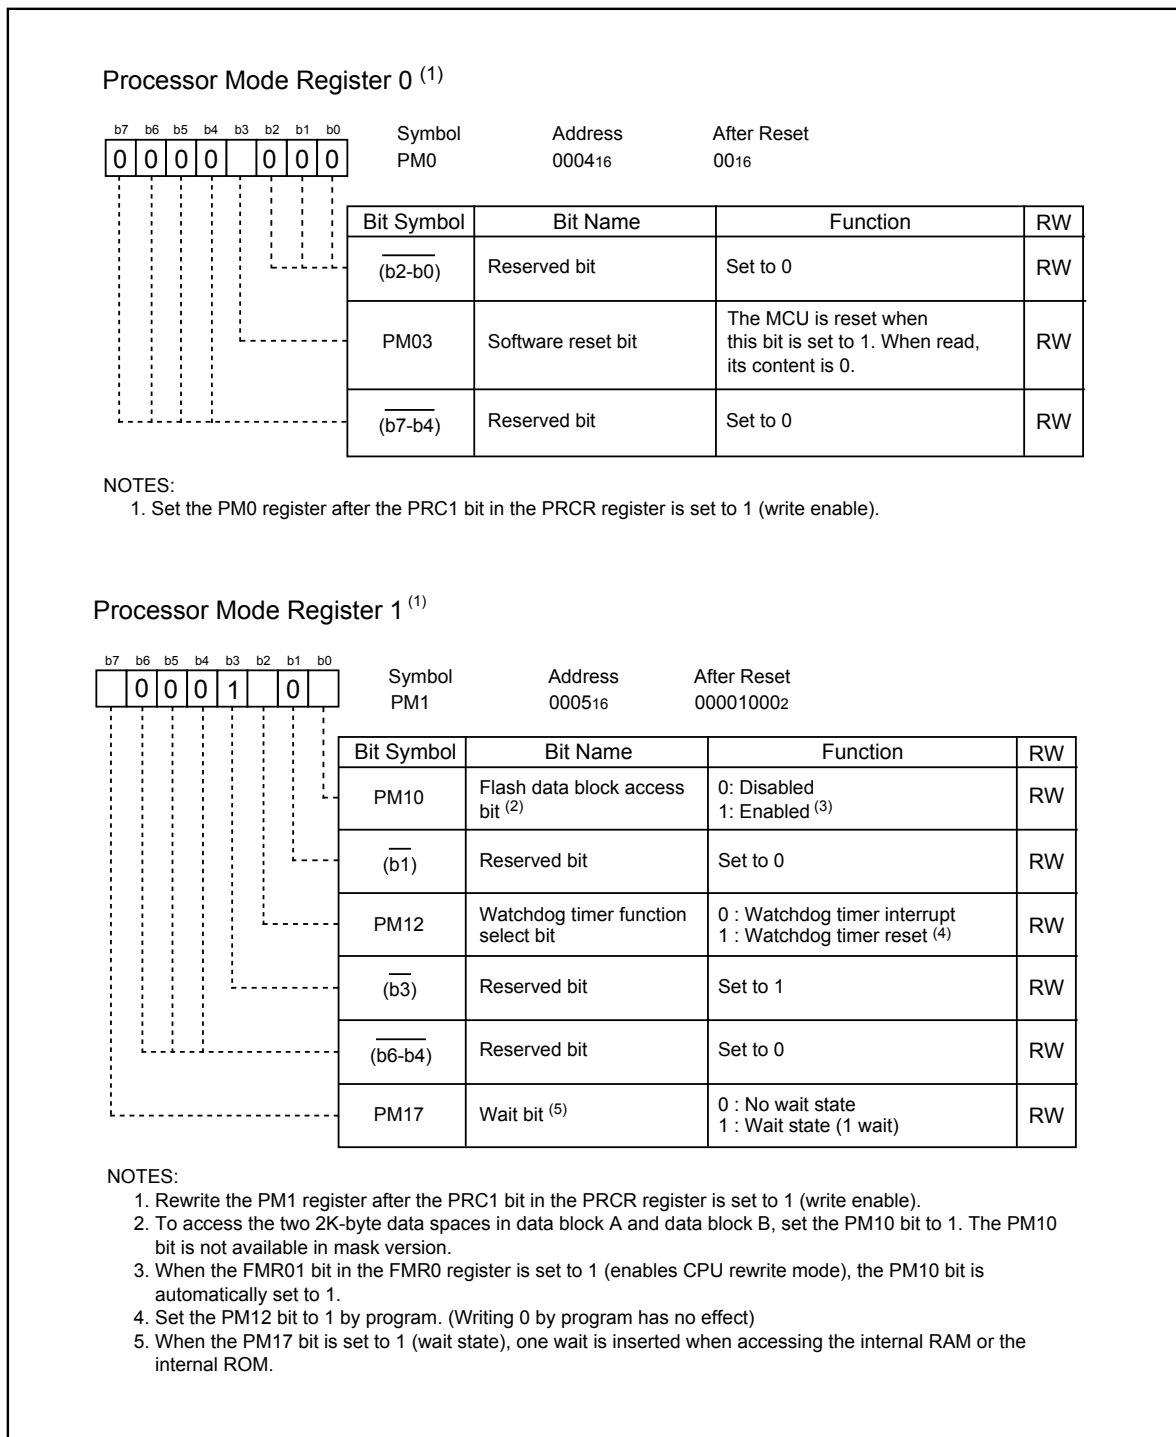 Processor Mode Register 0 (1)
b7 b6 b5 b4 b3 b2 b1 b0
0 0 0 0 0 0 0
Symbol Address After Reset
PM0 000416 0016
Bit Symbol Bit Name Function RW
(b2-b0) Reserved bit Set to 0 RW
PM03 Software reset bit The MCU is reset when RW
this bit is set to 1. When read,
its content is 0.
(b7-b4) Reserved bit Set to 0 RW
NOTES:
1. Set the PM0 register after the PRC1 bit in the PRCR register is set to 1 (write enable).
Processor Mode Register 1 (1)
b7 b6 b5 b4 b3 b2 b1 b0
0 0 0 1 0
Symbol Address After Reset
PM1 000516 000010002
Bit Symbol Bit Name Function RW
PM10 Flash data block access 0: Disabled RW
bit (2) 1: Enabled (3)
(b1) Reserved bit Set to 0 RW
PM12 Watchdog timer function 0 : Watchdog timer interrupt RW
select bit 1 : Watchdog timer reset (4)
(b3) Reserved bit Set to 1 RW
(b6-b4) Reserved bit Set to 0 RW
PM17 Wait bit (5) 0 : No wait state RW
1 : Wait state (1 wait)
NOTES:
1. Rewrite the PM1 register after the PRC1 bit in the PRCR register is set to 1 (write enable).
2. To access the two 2K-byte data spaces in data block A and data block B, set the PM10 bit to 1. The PM10
bit is not available in mask version.
3. When the FMR01 bit in the FMR0 register is set to 1 (enables CPU rewrite mode), the PM10 bit is
automatically set to 1.
4. Set the PM12 bit to 1 by program. (Writing 0 by program has no effect)
5. When the PM17 bit is set to 1 (wait state), one wait is inserted when accessing the internal RAM or the
internal ROM.